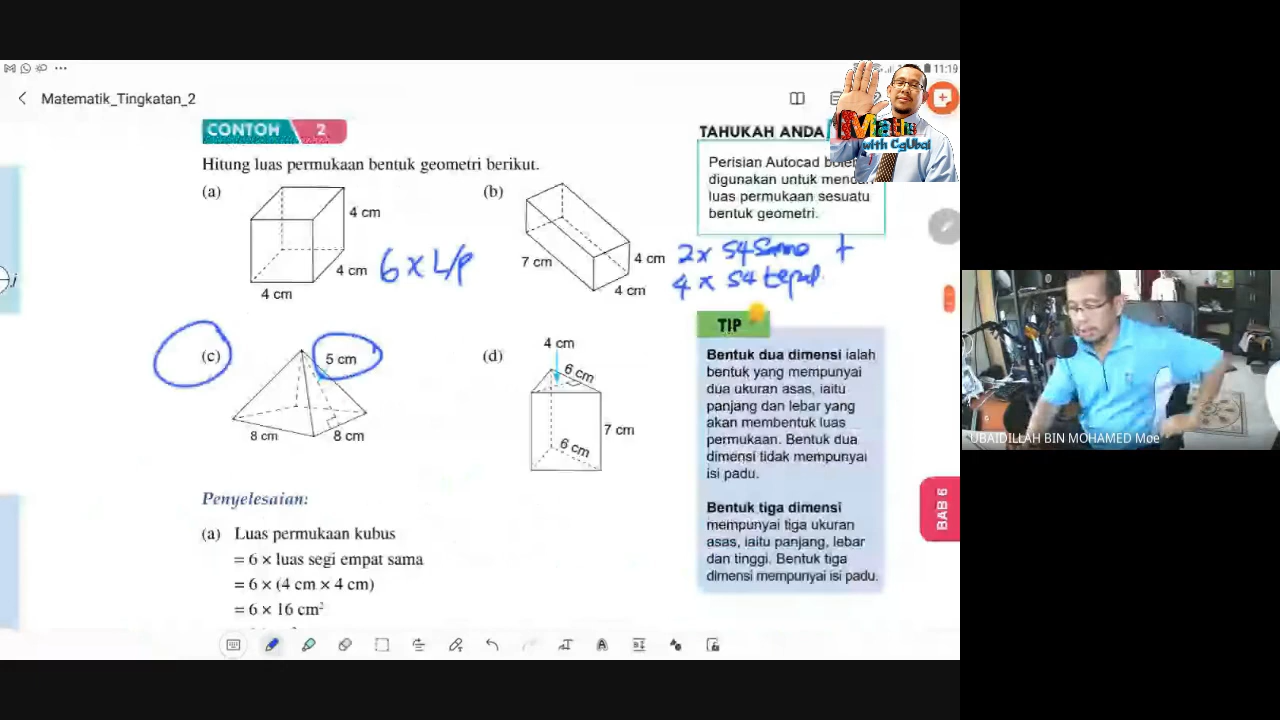 11:19
Matematik_Tingkatan_2
CONTOH 2
Hitung luas permukaan bentuk geometri berikut.
(a)
4 cm
4 cm
4 cm
6 x L/P
(b)
7 cm
4 cm
4 cm
2x S4 sama +
4 x S4 tepat
(c)
5 cm
8 cm
8 cm
(d)
4 cm
6 cm
7 cm
6 cm
Penyelesaian:
(a) Luas permukaan kubus
= 6 × luas segi empat sama
= 6 × (4 cm × 4 cm)
= 6 × 16 cm²
TAHUKAH ANDA
Perisian Autocad
digunakan untuk
luas permukaan sesuatu
bentuk geometri.
TIP
Bentuk dua dimensi ialah
bentuk yang mempunyai
dua ukuran asas, iaitu
panjang dan lebar yang
akan membentuk luas
permukaan. Bentuk dua
dimensi tidak mempunyai
isi padu.
Bentuk tiga dimensi
mempunyai tiga ukuran
asas, iaitu panjang, lebar
dan tinggi. Bentuk tiga
dimensi mempunyai isi padu.
BAB 6
Maths
with CgUbai
UBAIDILLAH BIN MOHAMED Moe